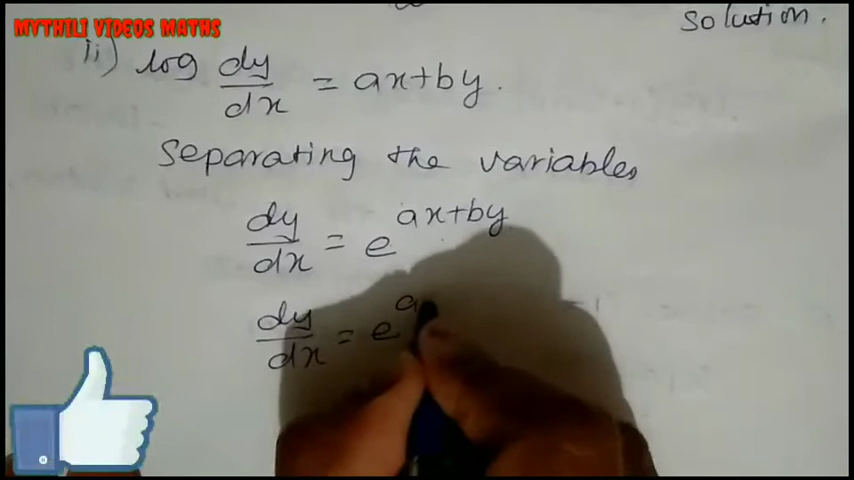 MYTHILI VIDEOS MATHS
solution.
ii) log dy/dx = ax+by.
Separating the variables
dy/dx = e^ax+by
dy/dx = e^a